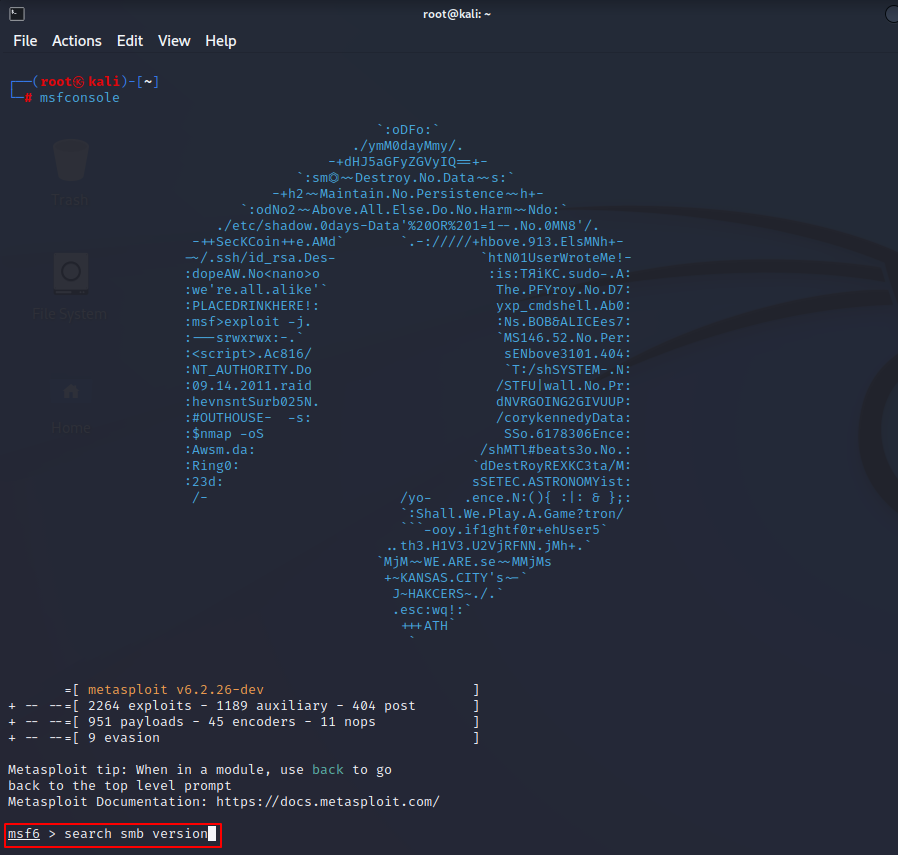 root@kali: ~
File Actions Edit View Help
┌──(root㉿kali)-[~]
└─# msfconsole
`:oDFo:`
./ymM0dayMmy/.
-+dHJ5aGFyZGVyIQ==+-
`:sm⏣~~Destroy.No.Data~~s:`
-+h2~~Maintain.No.Persistence~~h+-
`:odNo2~~Above.All.Else.Do.No.Harm~~Ndo:`
./etc/shadow.0days-Data'%20OR%201=1--.No.0MN8'/.
-++SecKCoin++e.AMd` `.-://///+hbove.913.ElsMNh+-
~~/.ssh/id_rsa.Des- `htN01UserWroteMe!-
:dopeAW.No<nano>o :is:TЯiKC.sudo-.A:
:we're.all.alike'` The.PFYroy.No.D7:
:PLACEDRINKHERE!: yxp_cmdshell.Ab0:
:msf>exploit -j. :Ns.BOB&ALICEes7:
:---srwxrwx:-.` `MS146.52.No.Per:
:<script>.Ac816/ sENbove3101.404:
:NT_AUTHORITY.Do `T:/shSYSTEM-.N:
:09.14.2011.raid /STFU|wall.No.Pr:
:hevnsntSurb025N. dNVRGOING2GIVUUP:
:#OUTHOUSE- -s: /corykennedyData:
:$nmap -oS SSo.6178306Ence:
:Awsm.da: /shMTl#beats3o.No.:
:Ring0: `dDestRoyREXKC3ta/M:
:23d: sSETEC.ASTRONOMYist:
/- /yo- .ence.N:(){ :|: & };:
`:Shall.We.Play.A.Game?tron/
```-ooy.if1ghtf0r+ehUser5`
..th3.H1V3.U2VjRFNN.jMh+.`
`MjM~~WE.ARE.se~~MMjMs
+~KANSAS.CITY's~-`
J~HAKCERS~./.`
.esc:wq!:`
+++ATH`
`
=[ metasploit v6.2.26-dev ]
+ -- --=[ 2264 exploits - 1189 auxiliary - 404 post ]
+ -- --=[ 951 payloads - 45 encoders - 11 nops ]
+ -- --=[ 9 evasion ]
Metasploit tip: When in a module, use back to go
back to the top level prompt
Metasploit Documentation: https://docs.metasploit.com/
msf6 > search smb version
Trash
File System
Home